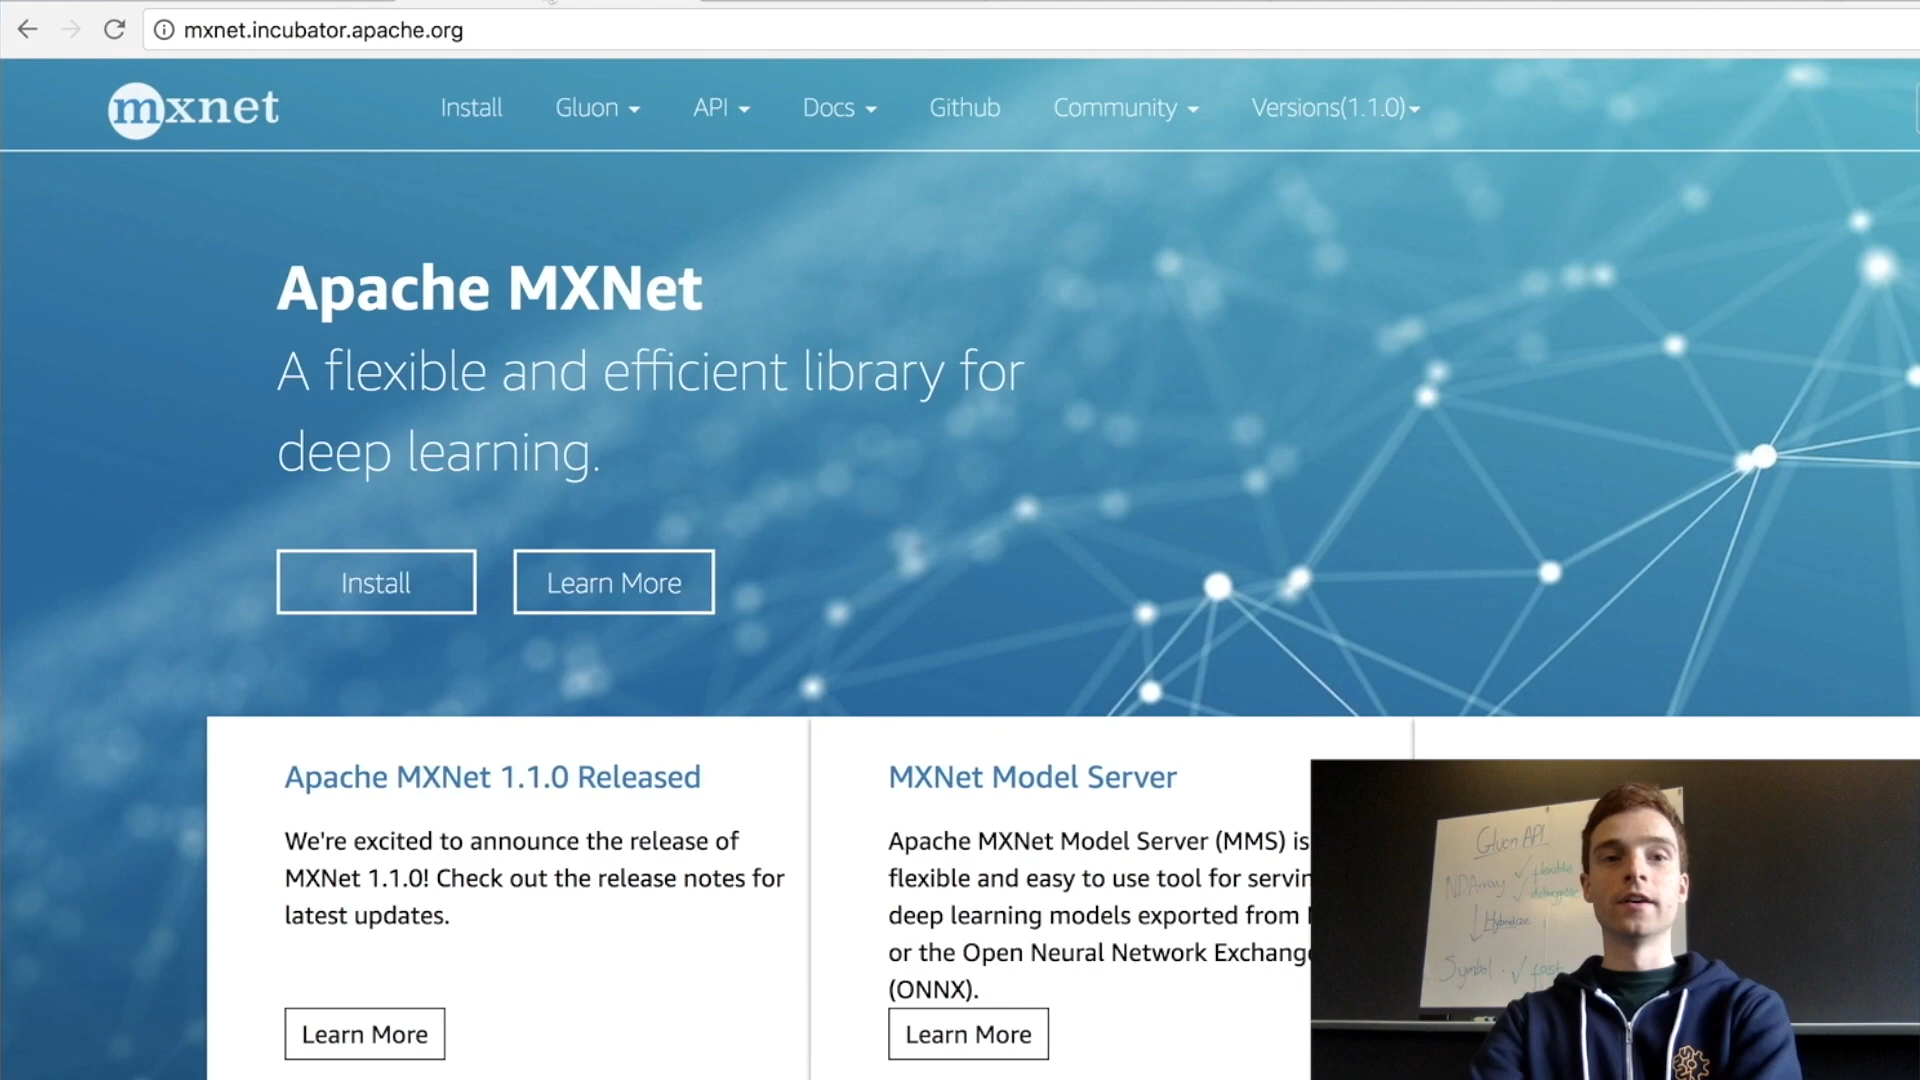 mxnet.incubator.apache.org
mxnet
Install
Gluon
API
Docs
Github
Community
Versions(1.1.0)
Apache MXNet
A flexible and efficient library for
deep learning.
Install
Learn More
Apache MXNet 1.1.0 Released
We're excited to announce the release of
MXNet 1.1.0! Check out the release notes for
latest updates.
Learn More
MXNet Model Server
Apache MXNet Model Server (MMS) is
flexible and easy to use tool for servin
deep learning models exported from
or the Open Neural Network Exchange
(ONNX).
Learn More
Gluon API
NDArray ✓ flexible
✓
↓ Hybridize
Symbol ✓ fast